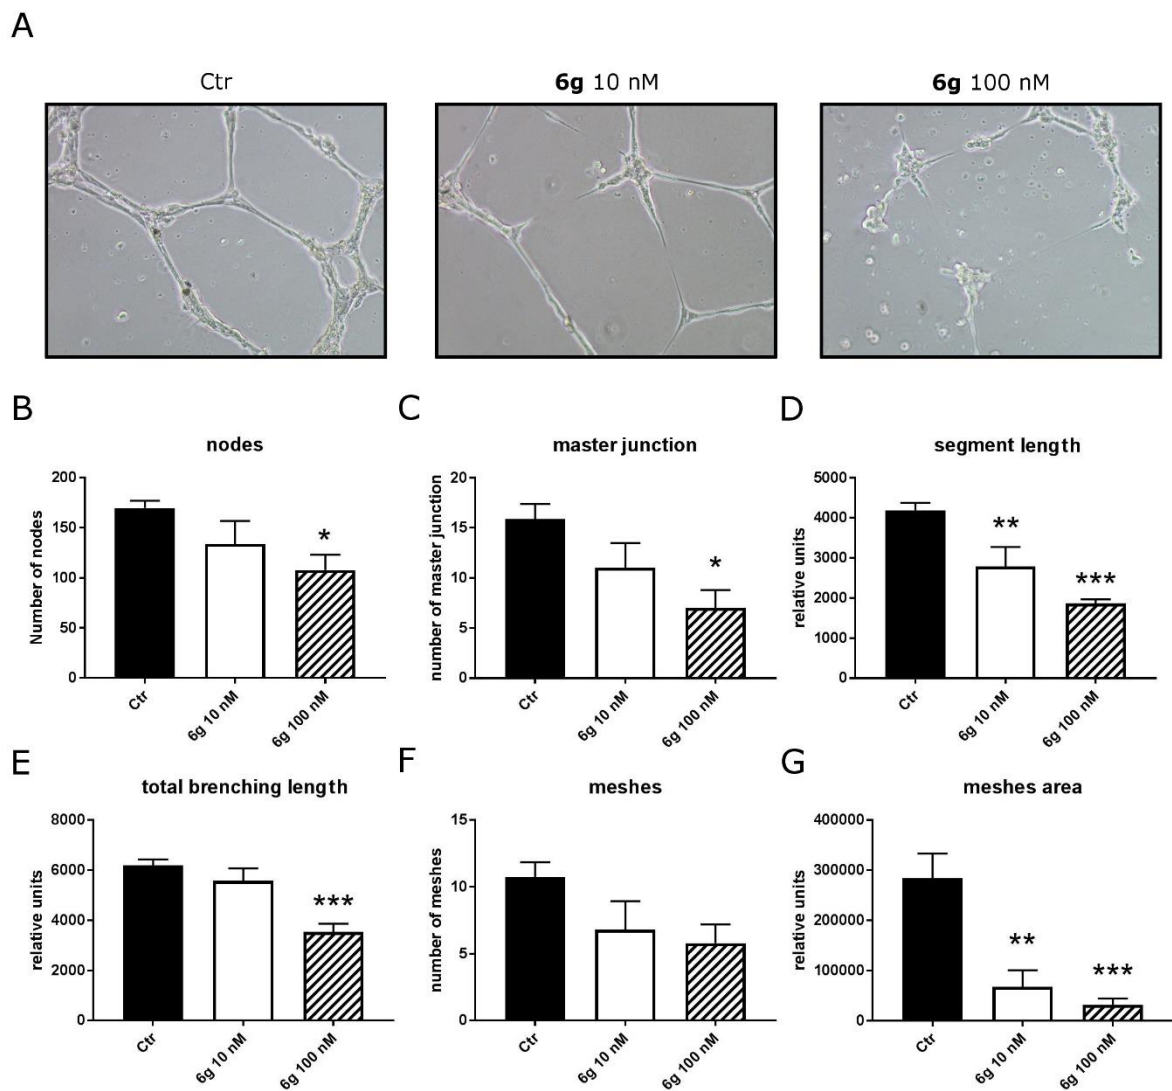 A
Ctr
6g 10 nM
6g 100 nM
B
nodes
Number of nodes
200
150
100
50
0
*
Ctr
6g 10 nM
6g 100 nM
C
master junction
number of master junction
20
15
10
5
0
*
Ctr
6g 10 nM
6g 100 nM
D
segment length
relative units
5000
4000
3000
2000
1000
0
**
***
Ctr
6g 10 nM
6g 100 nM
E
total brenching length
relative units
8000
6000
4000
2000
0
***
Ctr
6g 10 nM
6g 100 nM
F
meshes
number of meshes
15
10
5
0
Ctr
6g 10 nM
6g 100 nM
G
meshes area
relative units
400000
300000
200000
100000
0
**
***
Ctr
6g 10 nM
6g 100 nM